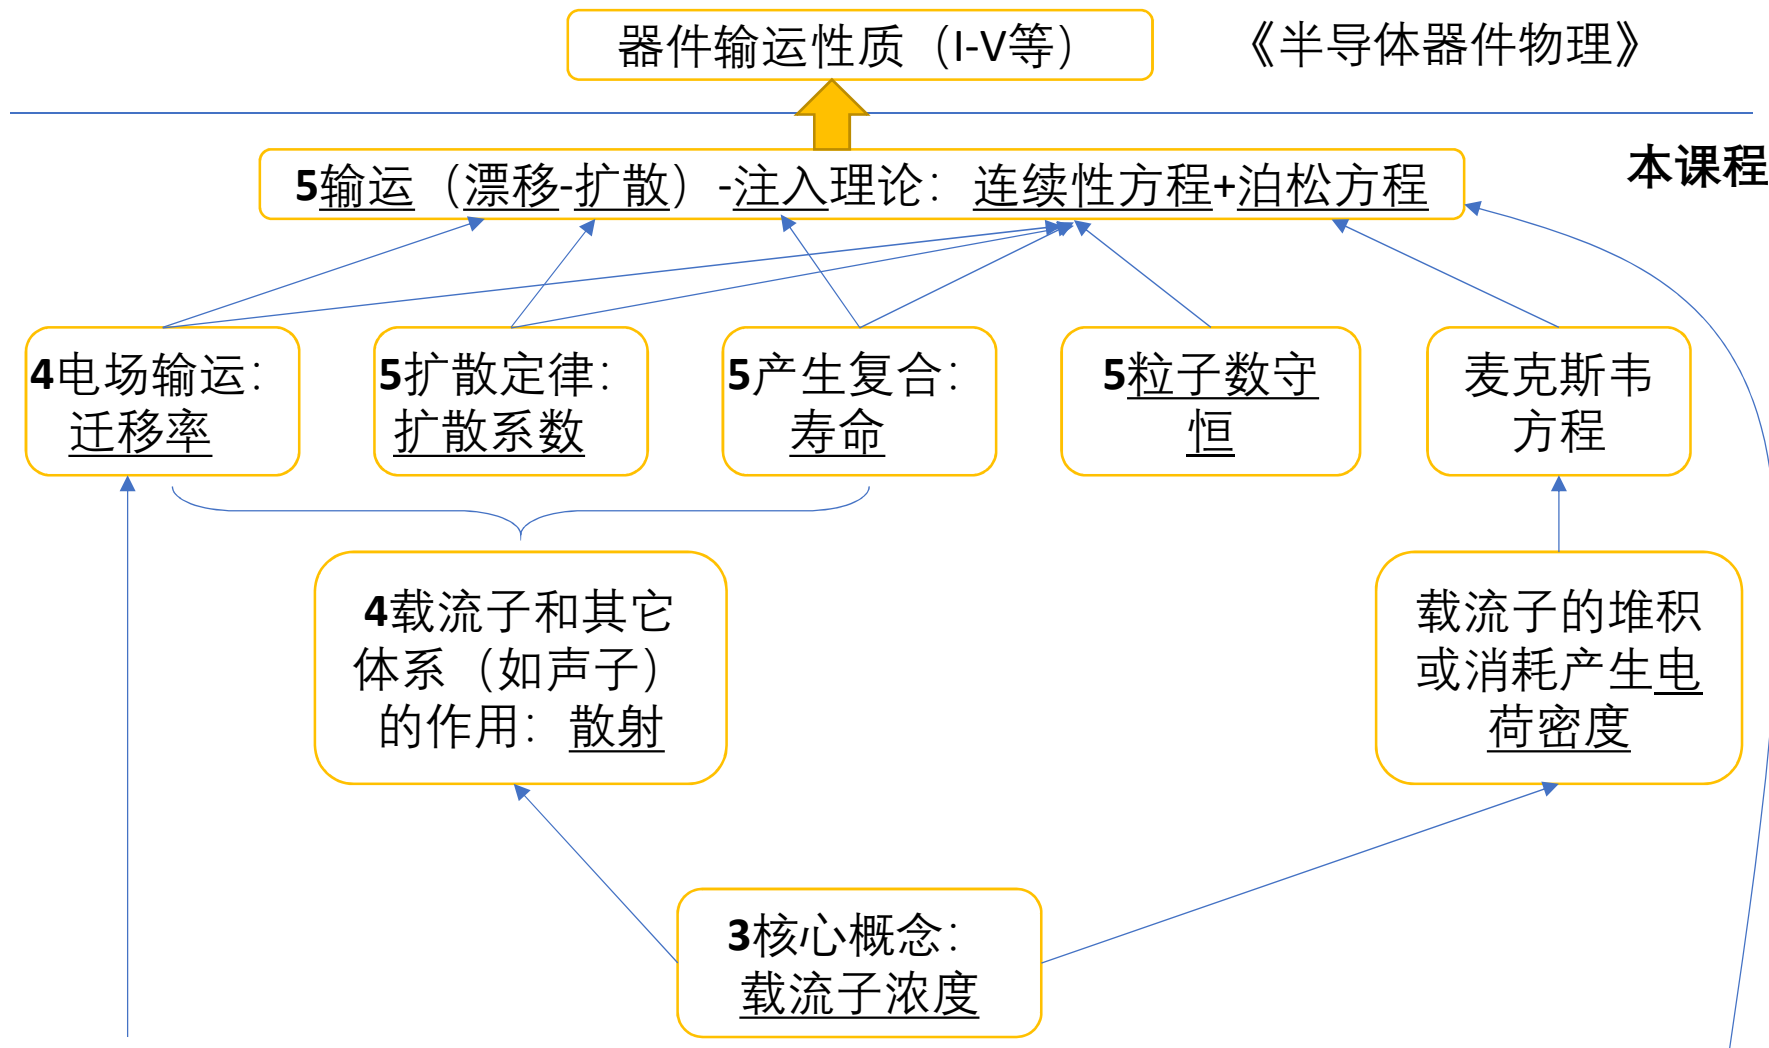 器件输运性质（I-V等）
《半导体器件物理》
本课程
5输运（漂移-扩散）-注入理论：连续性方程+泊松方程
4电场输运：
迁移率
5扩散定律：
扩散系数
5产生复合：
寿命
5粒子数守
恒
麦克斯韦
方程
4载流子和其它
体系（如声子）
的作用：散射
载流子的堆积
或消耗产生电
荷密度
3核心概念：
载流子浓度